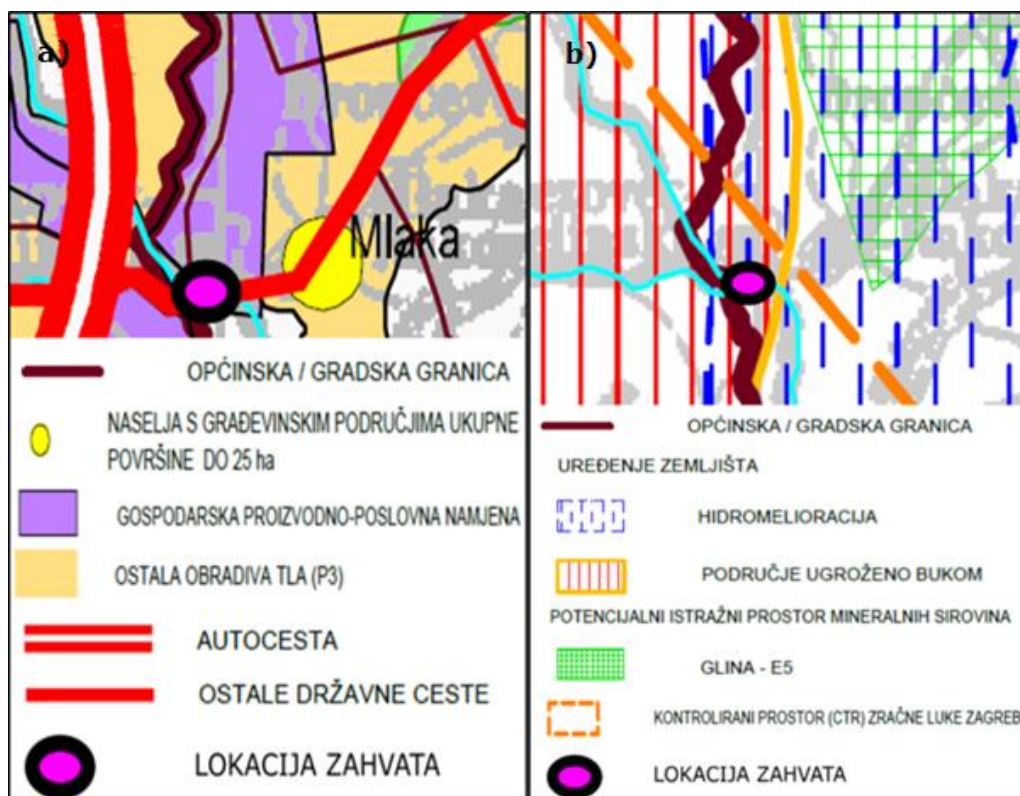 a)
Mlaka
OPĆINSKA / GRADSKA GRANICA
NASELJA S GRAĐEVINSKIM PODRUČJIMA UKUPNE
POVRŠINE DO 25 ha
GOSPODARSKA PROIZVODNO-POSLOVNA NAMJENA
OSTALA OBRADIVA TLA (P3)
AUTOCESTA
OSTALE DRŽAVNE CESTE
LOKACIJA ZAHVATA
b)
OPĆINSKA / GRADSKA GRANICA
UREĐENJE ZEMLJIŠTA
HIDROMELIORACIJA
PODRUČJE UGROŽENO BUKOM
POTENCIJALNI ISTRAŽNI PROSTOR MINERALNIH SIROVINA
GLINA - E5
KONTROLIRANI PROSTOR (CTR) ZRAČNE LUKE ZAGREB
LOKACIJA ZAHVATA